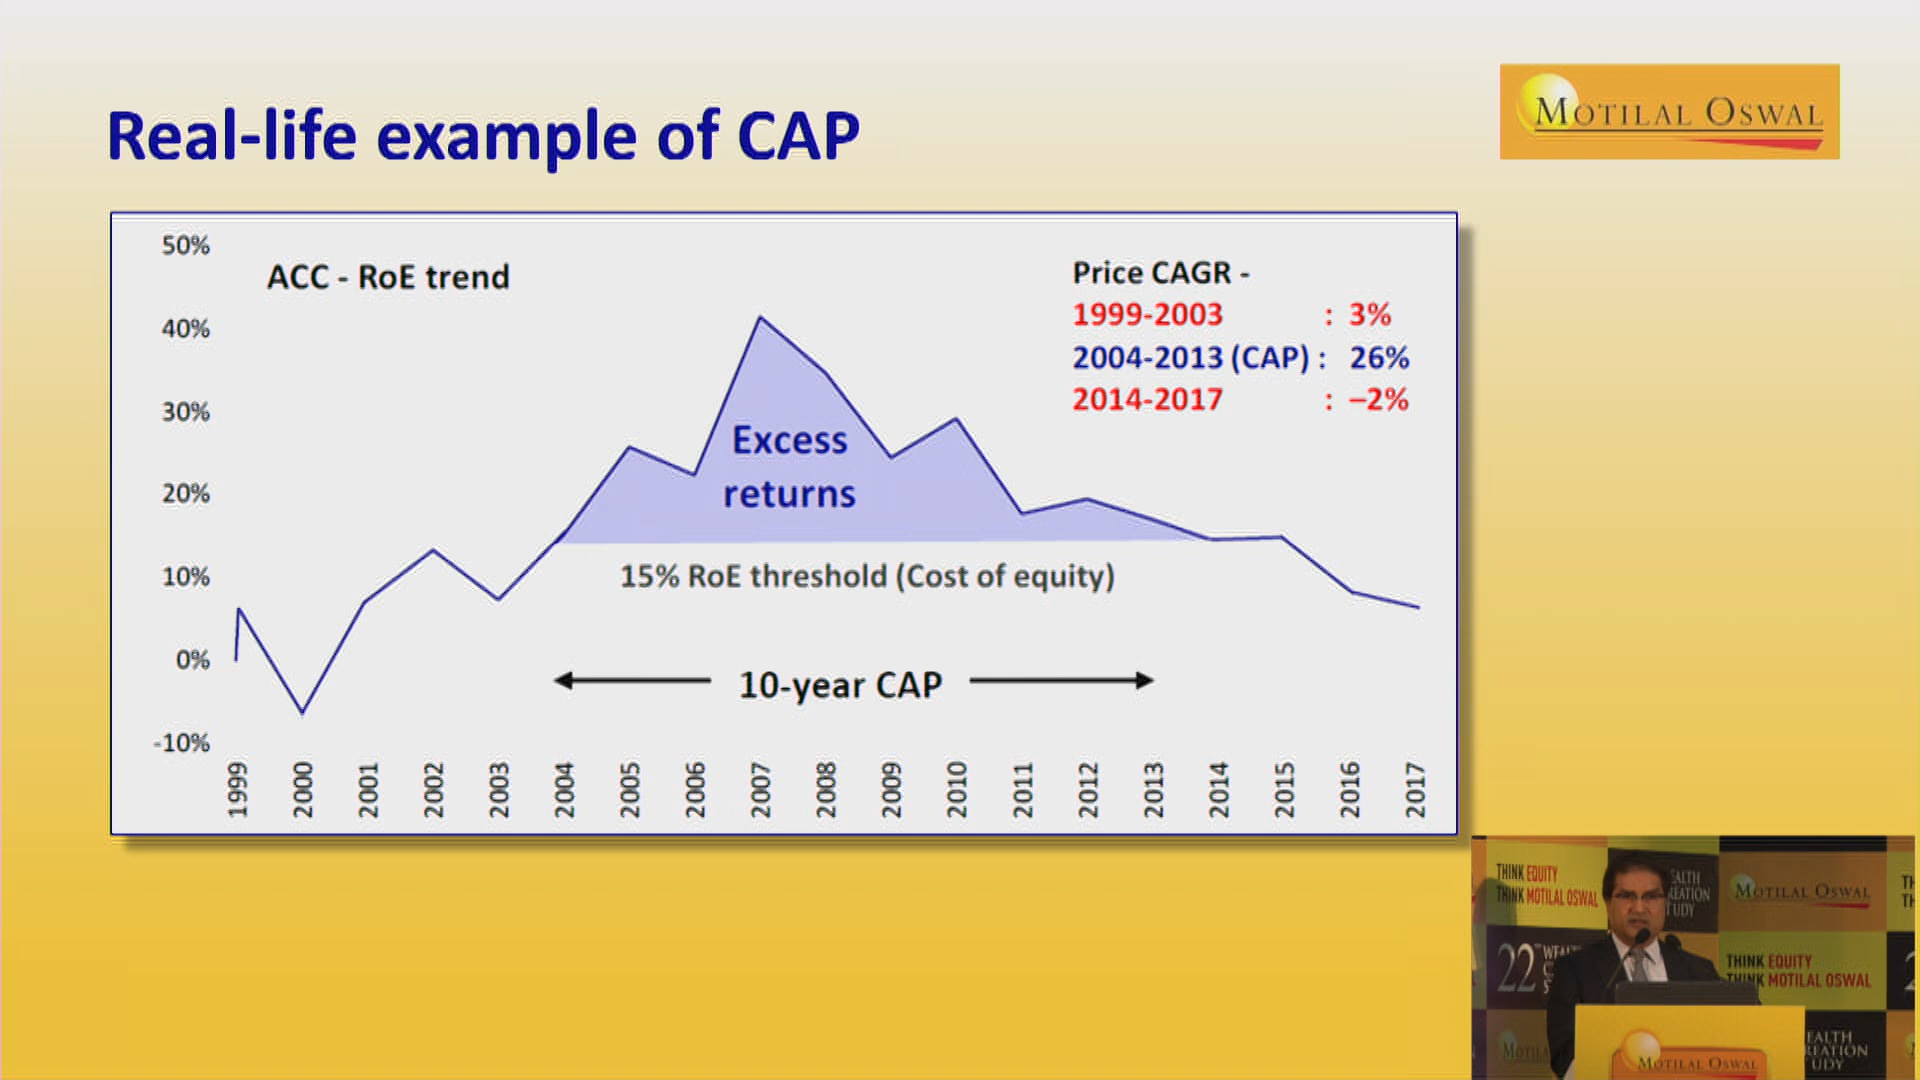 Real-life example of CAP
MOTILAL OSWAL
50%
40%
30%
20%
10%
0%
-10%
ACC - RoE trend
Price CAGR -
1999-2003 : 3%
2004-2013 (CAP) : 26%
2014-2017 : –2%
Excess
returns
15% RoE threshold (Cost of equity)
10-year CAP
1999
2000
2001
2002
2003
2004
2005
2006
2007
2008
2009
2010
2011
2012
2013
2014
2015
2016
2017
THINK EQUITY
THINK MOTILAL OSWAL
MOTILAL OSWAL
22
THINK EQUITY
THINK MOTILAL OSWAL
MOTILAL OSWAL